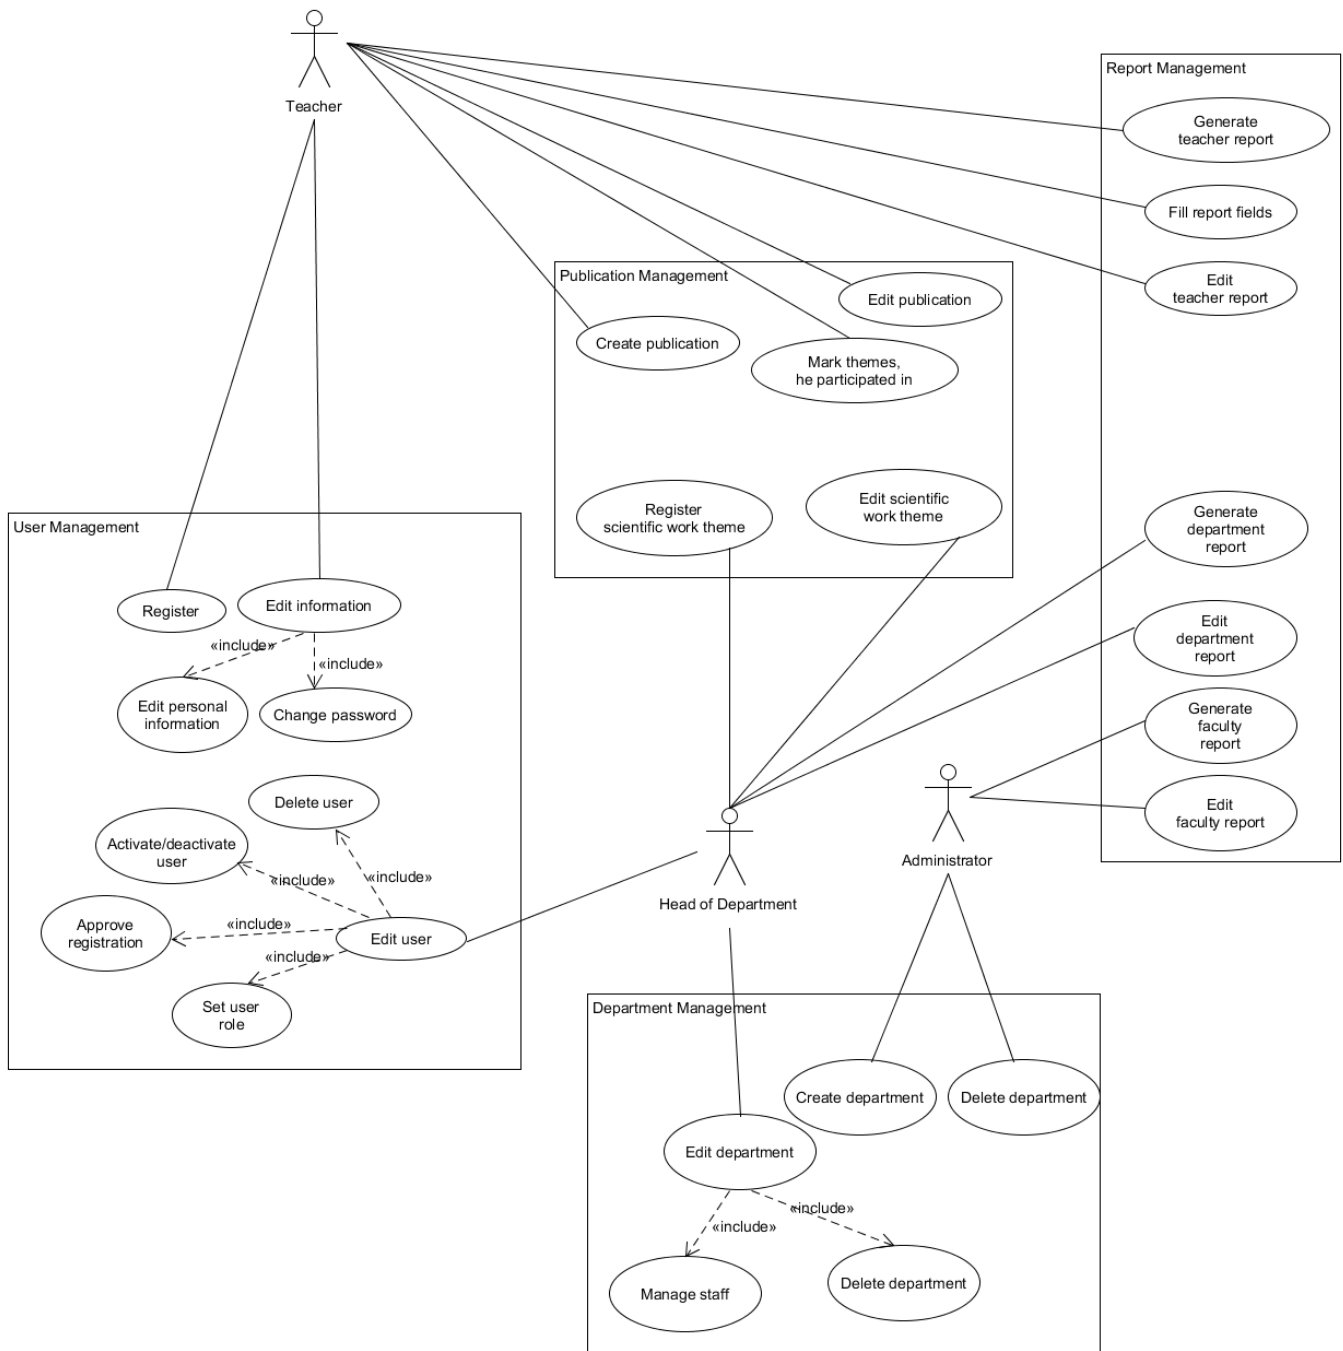 Teacher
Report Management
Generate
teacher report
Fill report fields
Edit
teacher report
Publication Management
Edit publication
Create publication
Mark themes,
he participated in
Register
scientific work theme
Edit scientific
work theme
Generate
department
report
Edit
department
report
Generate
faculty
report
Edit
faculty report
User Management
Register
Edit information
«include»
«include»
Edit personal
information
Change password
Delete user
Activate/deactivate
user
«include»
«include»
Approve
registration
«include»
Edit user
«include»
Set user
role
Head of Department
Administrator
Department Management
Create department
Delete department
Edit department
«include»
«include»
Manage staff
Delete department